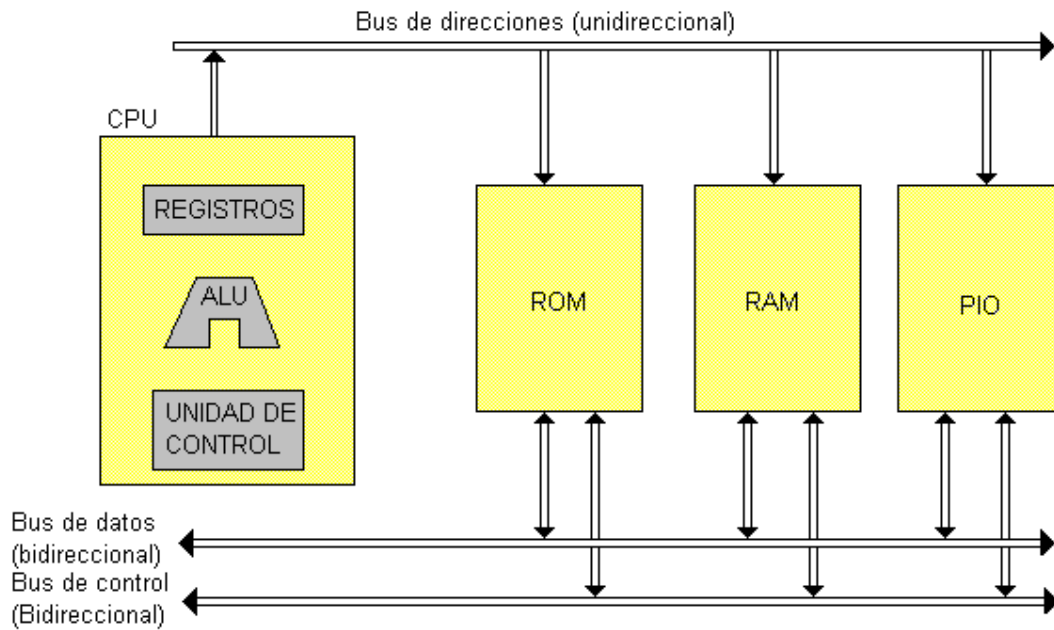 Bus de direcciones (unidireccional)
CPU
REGISTROS
ALU
UNIDAD DE
CONTROL
ROM
RAM
PIO
Bus de datos
(bidireccional)
Bus de control
(Bidireccional)